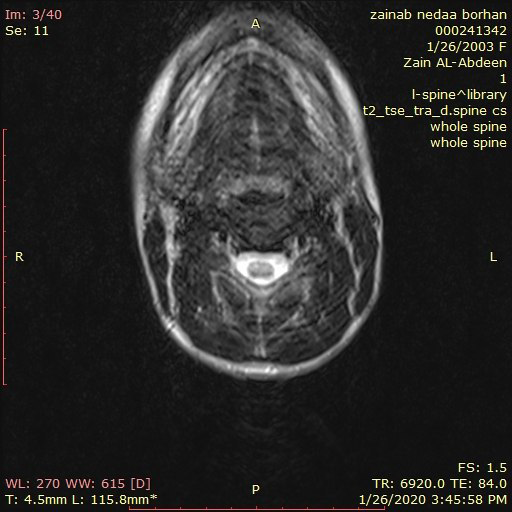 Im: 3/40
Se: 11
A
zainab nedaa borhan
000241342
1/26/2003 F
Zain AL-Abdeen
1
l-spine^library
t2_tse_tra_d.spine cs
whole spine
whole spine
R
L
WL: 270 WW: 615 [D]
T: 4.5mm L: 115.8mm*
P
FS: 1.5
TR: 6920.0 TE: 84.0
1/26/2020 3:45:58 PM